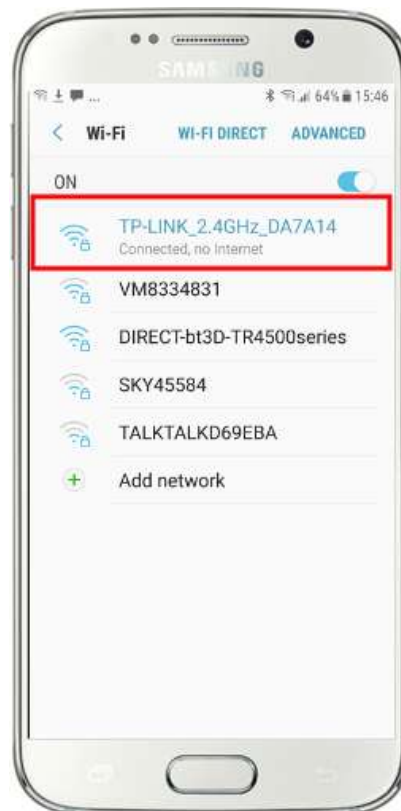 SAMSUNG
... 64% 15:46
< Wi-Fi WI-FI DIRECT ADVANCED
ON
TP-LINK_2.4GHz_DA7A14
Connected, no Internet
VM8334831
DIRECT-bt3D-TR4500series
SKY45584
TALKTALKD69EBA
+ Add network